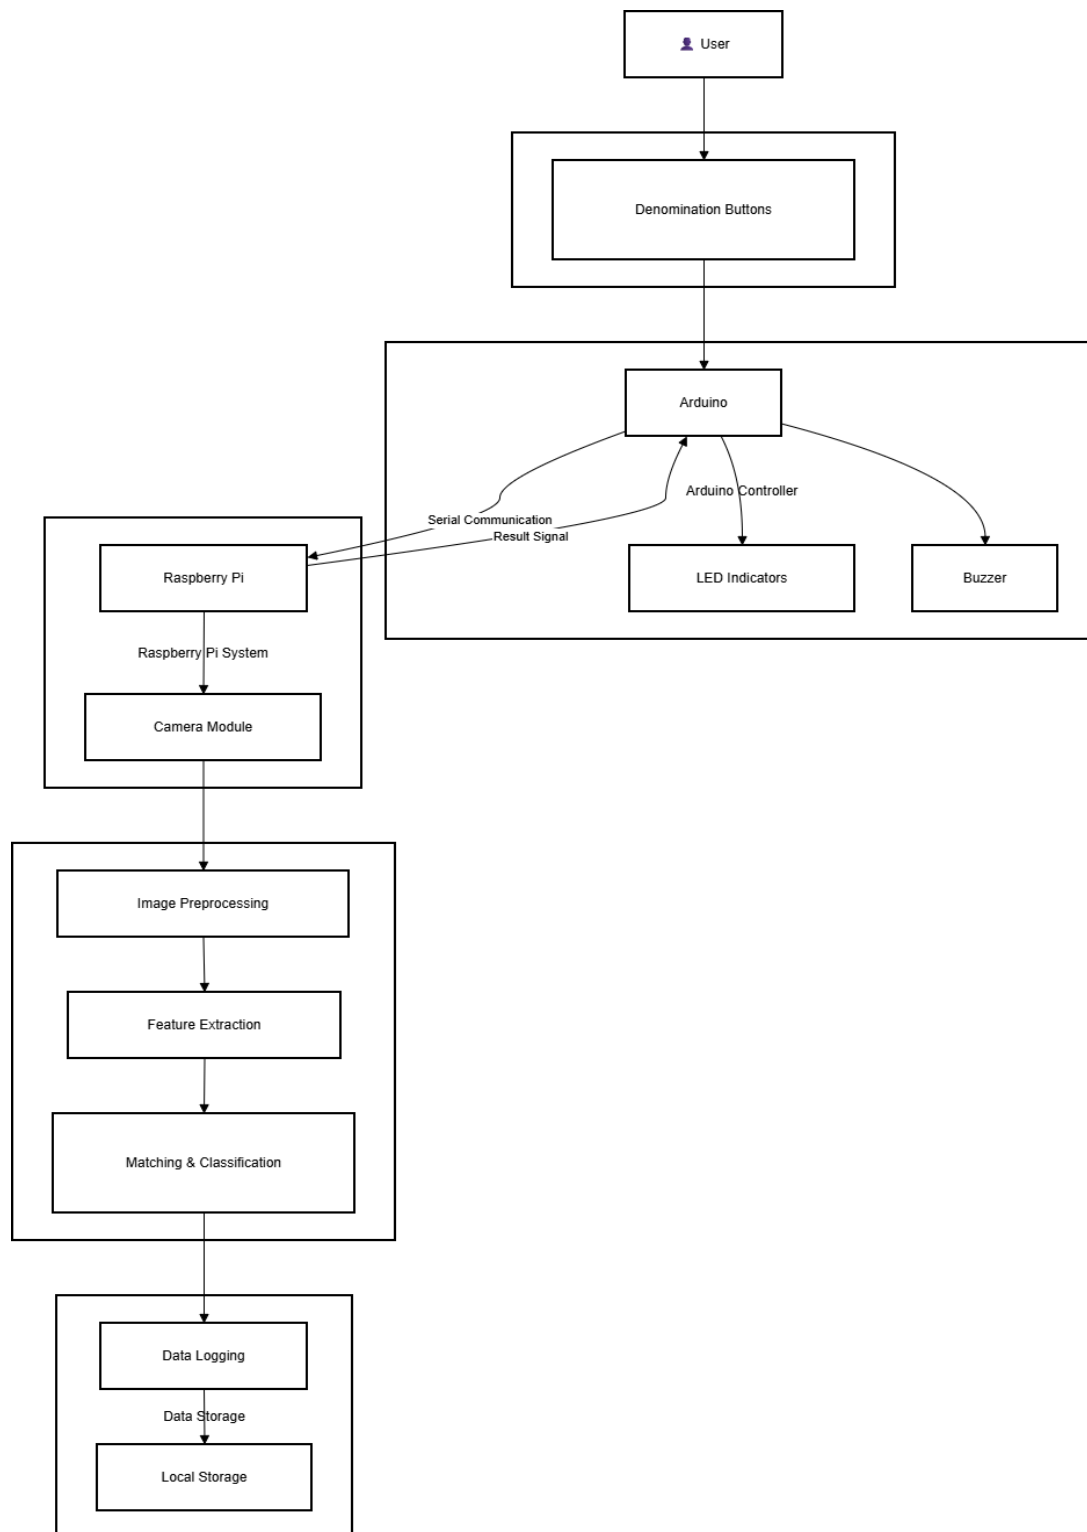 User
Denomination Buttons
Arduino
Arduino Controller
Serial Communication
Result Signal
Raspberry Pi
LED Indicators
Buzzer
Raspberry Pi System
Camera Module
Image Preprocessing
Feature Extraction
Matching & Classification
Data Logging
Data Storage
Local Storage